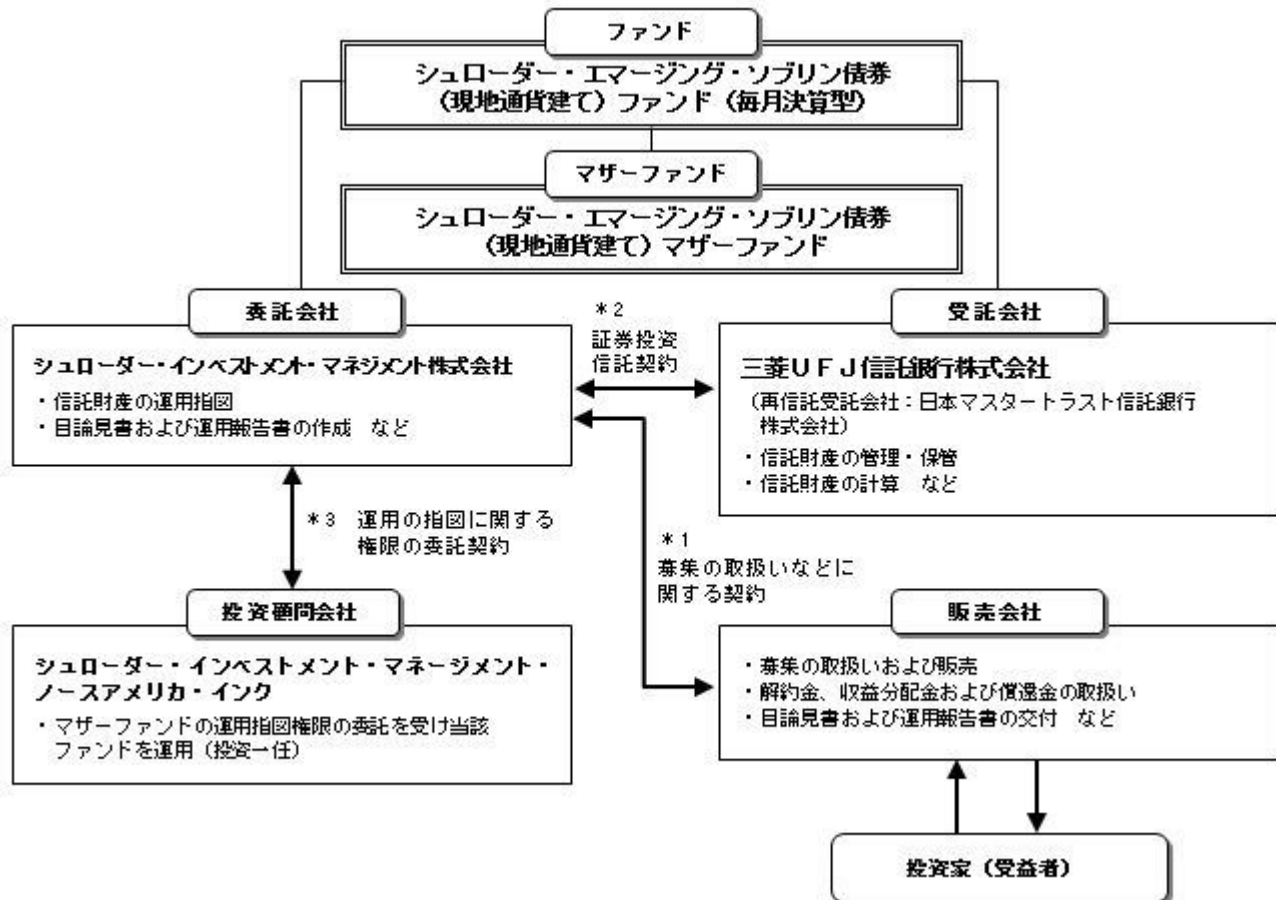 ファンド
シュローダー・エマージング・ソブリン債券
(現地通貨建て)ファンド(毎月決算型)
マザーファンド
シュローダー・エマージング・ソブリン債券
(現地通貨建て)マザーファンド
委託会社
シュローダー・インベストメント・マネジメント株式会社
・信託財産の運用指図
・目論見書および運用報告書の作成 など
*2
証券投資
信託契約
受託会社
三菱UFJ信託銀行株式会社
(再信託受託会社:日本マスタートラスト信託銀行
株式会社)
・信託財産の管理・保管
・信託財産の計算 など
*3 運用の指図に関する
権限の委託契約
*1
募集の取扱いなどに
関する契約
投資顧問会社
シュローダー・インベストメント・マネージメント・
ノースアメリカ・インク
・マザーファンドの運用指図権限の委託を受け当該
ファンドを運用(投資一任)
販売会社
・募集の取扱いおよび販売
・解約金、収益分配金および償還金の取扱い
・目論見書および運用報告書の交付 など
投資家(受益者)